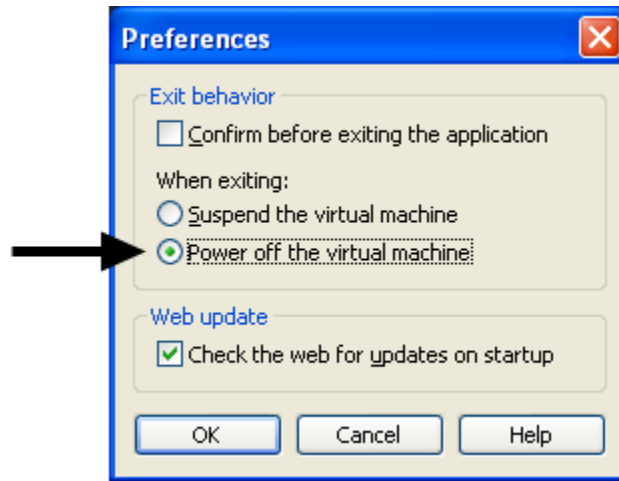 Preferences
Exit behavior
Confirm before exiting the application
When exiting:
Suspend the virtual machine
Power off the virtual machine
Web update
Check the web for updates on startup
OK Cancel Help